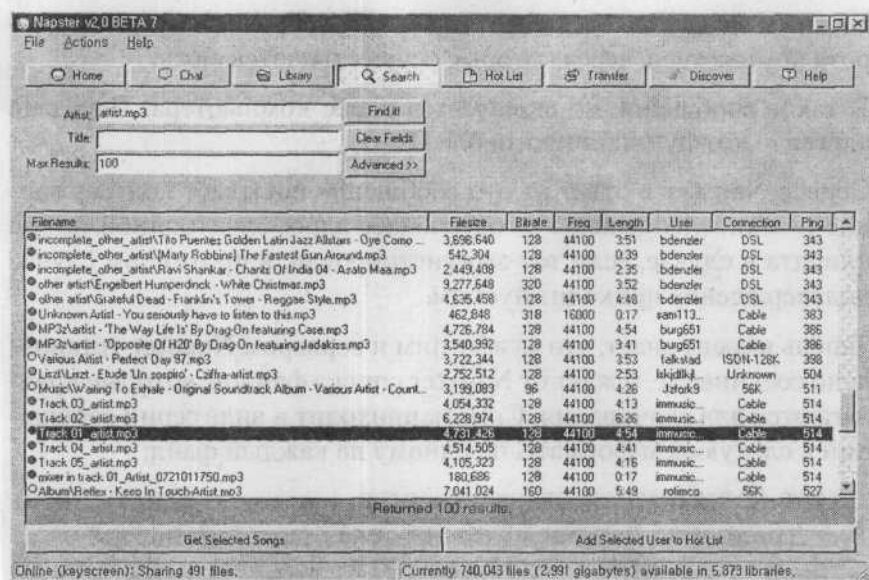 Napster v2.0 BETA 7
File Actions Help
Home Chat Library Search Hot List Transfer Discover Help
Artist: artist.mp3 Find it!
Title: Clear Fields
Max Results: 100 Advanced >>
Filename Filesize Bitrate Freq Length User Connection Ping
incomplete_other_artist\Tito Puentes Golden Latin Jazz Allstars - Oye Como ... 3,696,640 128 44100 3:51 bdenzler DSL 343
incomplete_other_artist\[Marty Robbins] The Fastest Gun Around.mp3 542,304 128 44100 0:39 bdenzler DSL 343
incomplete_other_artist\Ravi Shankar - Chants Of India 04 - Asato Maa.mp3 2,449,408 128 44100 2:35 bdenzler DSL 343
other artist\Engelbert Humperdinck - White Christmas.mp3 9,277,648 320 44100 3:52 bdenzler DSL 343
other artist\Grateful Dead - Franklin's Tower - Reggae Style.mp3 4,635,458 128 44100 4:48 bdenzler DSL 343
Unknown Artist - You seriously have to listen to this.mp3 462,848 318 16000 0:17 sam113... Cable 383
MP3z\artist - 'The Way Life Is' By Drag-On featuring Case.mp3 4,726,784 128 44100 4:54 burg651 Cable 386
MP3z\artist - 'Opposite Of H20' By Drag-On featuring Jadakiss.mp3 3,540,992 128 44100 3:41 burg651 Cable 386
Various Artist - Perfect Day 97.mp3 3,722,344 128 44100 3:53 talkstad ISDN-128K 398
Liszt\Liszt - Etude 'Un sospiro' - Cziffra-artist.mp3 2,752,512 128 44100 2:53 Unknown 504
Music\Waiting To Exhale - Original Soundtrack Album - Various Artist - Count... 3,199,083 96 44100 4:26 Jzfork9 56K 511
Track 03_artist.mp3 4,054,332 128 44100 4:13 immusic... Cable 514
Track 02_artist.mp3 6,228,974 128 44100 6:26 immusic... Cable 514
Track 01_artist.mp3 4,731,426 128 44100 4:54 immusic... Cable 514
Track 04_artist.mp3 4,514,505 128 44100 4:41 immusic... Cable 514
Track 05_artist.mp3 4,105,323 128 44100 4:16 immusic... Cable 514
mixer in track 01_Artist_0721011750.mp3 180,686 128 44100 0:17 immusic... Cable 514
Album\Reflex - Keep In Touch-Artist.mp3 7,041,024 160 44100 5:49 rotimco 56K 527
Returned 100 results.
Get Selected Songs Add Selected User to Hot List
Online (keyscreen): Sharing 491 files. Currently 740,043 files (2,991 gigabytes) available in 5,873 libraries.